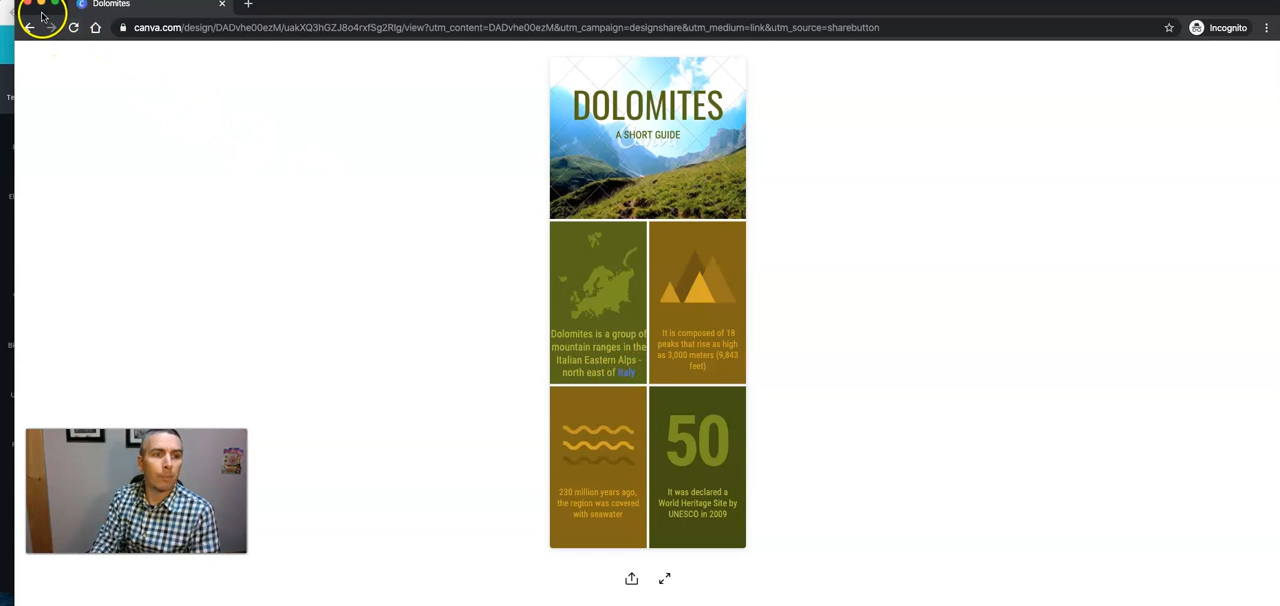 Dolomites
canva.com/design/DADvhe00ezM/uakXQ3hGZJ8o4rxfSg2RIg/view?utm_content=DADvhe00ezM&utm_campaign=designshare&utm_medium=link&utm_source=sharebutton
Incognito
DOLOMITES
A SHORT GUIDE
Canva
Dolomites is a group of
mountain ranges in the
Italian Eastern Alps -
north east of Italy
It is composed of 18
peaks that rise as high
as 3,000 meters (9,843
feet)
230 million years ago,
the region was covered
with seawater
50
It was declared a
World Heritage Site by
UNESCO in 2009